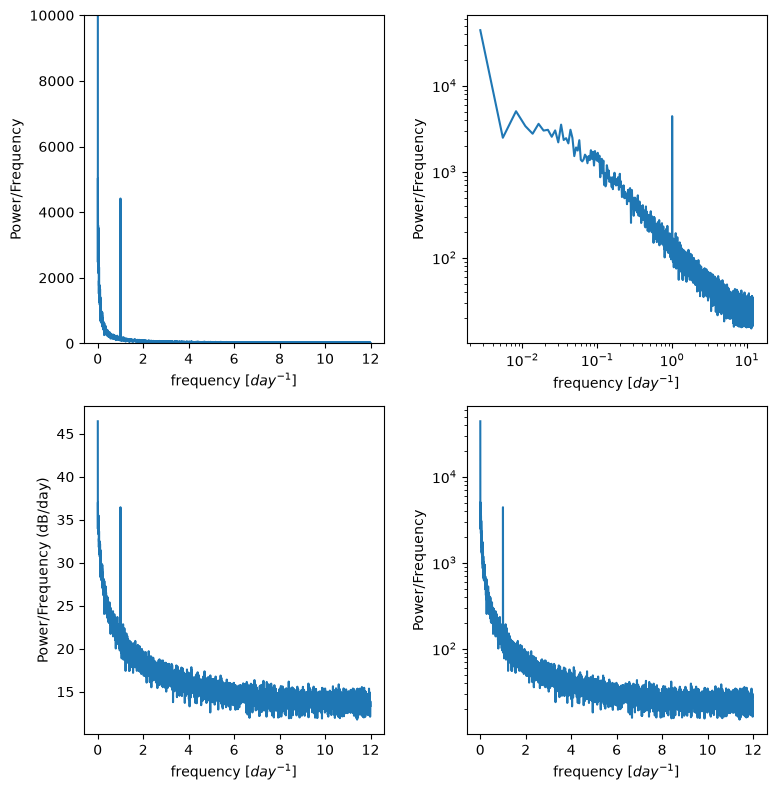 10000
8000
6000
4000
2000
0
Power/Frequency
0 2 4 6 8 10 12
frequency [day⁻¹]
10⁴
10³
10²
Power/Frequency
10⁻² 10⁻¹ 10⁰ 10¹
frequency [day⁻¹]
45
40
35
30
25
20
15
Power/Frequency (dB/day)
0 2 4 6 8 10 12
frequency [day⁻¹]
10⁴
10³
10²
Power/Frequency
0 2 4 6 8 10 12
frequency [day⁻¹]